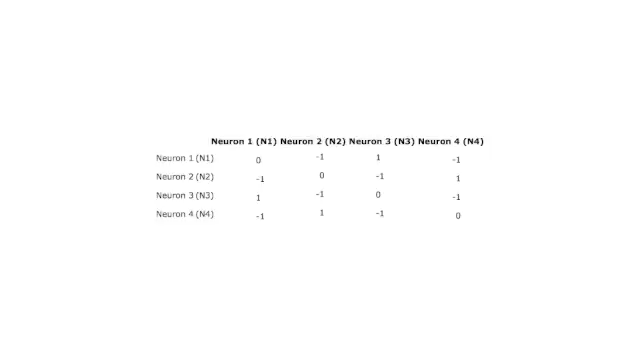 Neuron 1 (N1) Neuron 2 (N2) Neuron 3 (N3) Neuron 4 (N4)
Neuron 1 (N1) 0 -1 1 -1
Neuron 2 (N2) -1 0 -1 1
Neuron 3 (N3) 1 -1 0 -1
Neuron 4 (N4) -1 1 -1 0